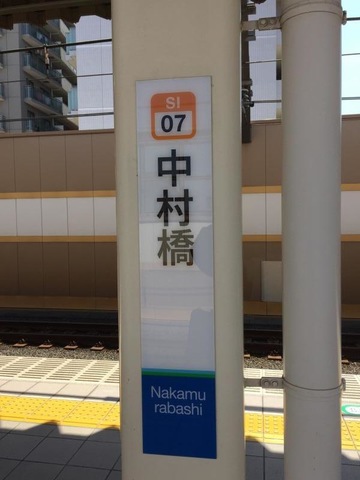 SI
07
中村橋
Nakamu
rabashi